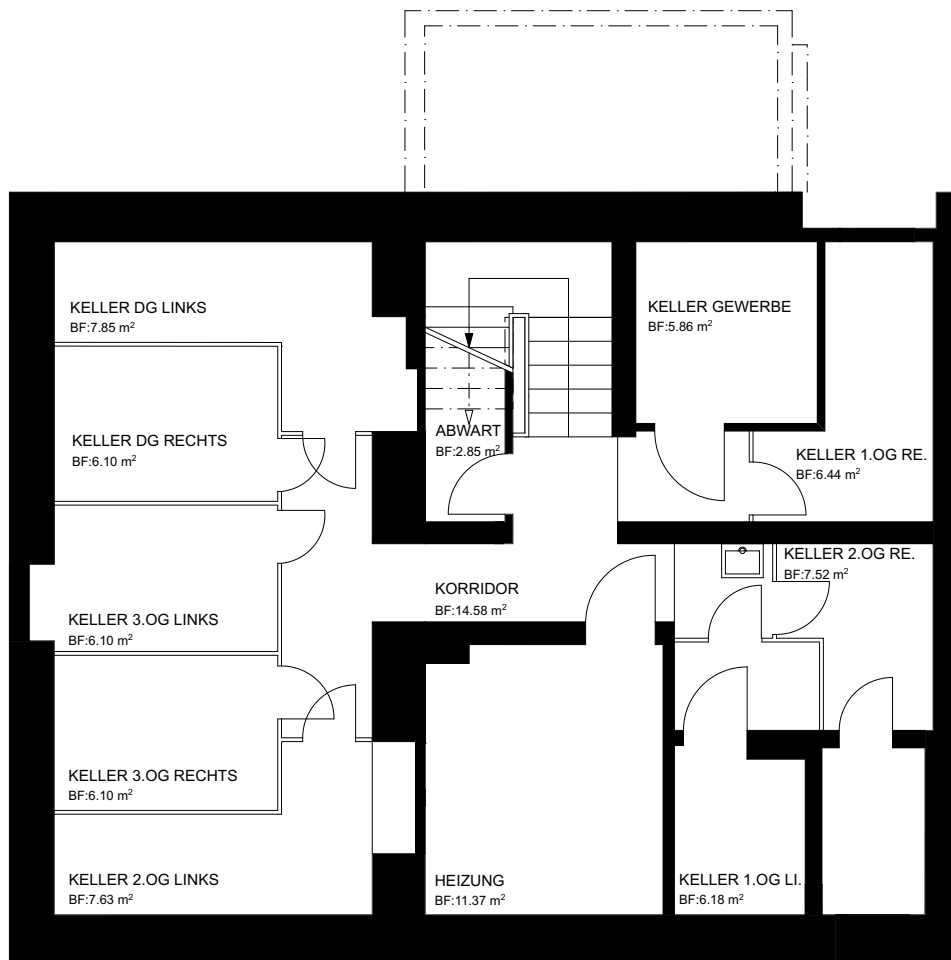 KELLER DG LINKS
BF:7.85 m²
KELLER GEWERBE
BF:5.86 m²
KELLER DG RECHTS
BF:6.10 m²
ABWART
BF:2.85 m²
KELLER 1.OG RE.
BF:6.44 m²
KELLER 2.OG RE.
BF:7.52 m²
KORRIDOR
BF:14.58 m²
KELLER 3.OG LINKS
BF:6.10 m²
KELLER 3.OG RECHTS
BF:6.10 m²
KELLER 2.OG LINKS
BF:7.63 m²
HEIZUNG
BF:11.37 m²
KELLER 1.OG LI.
BF:6.18 m²